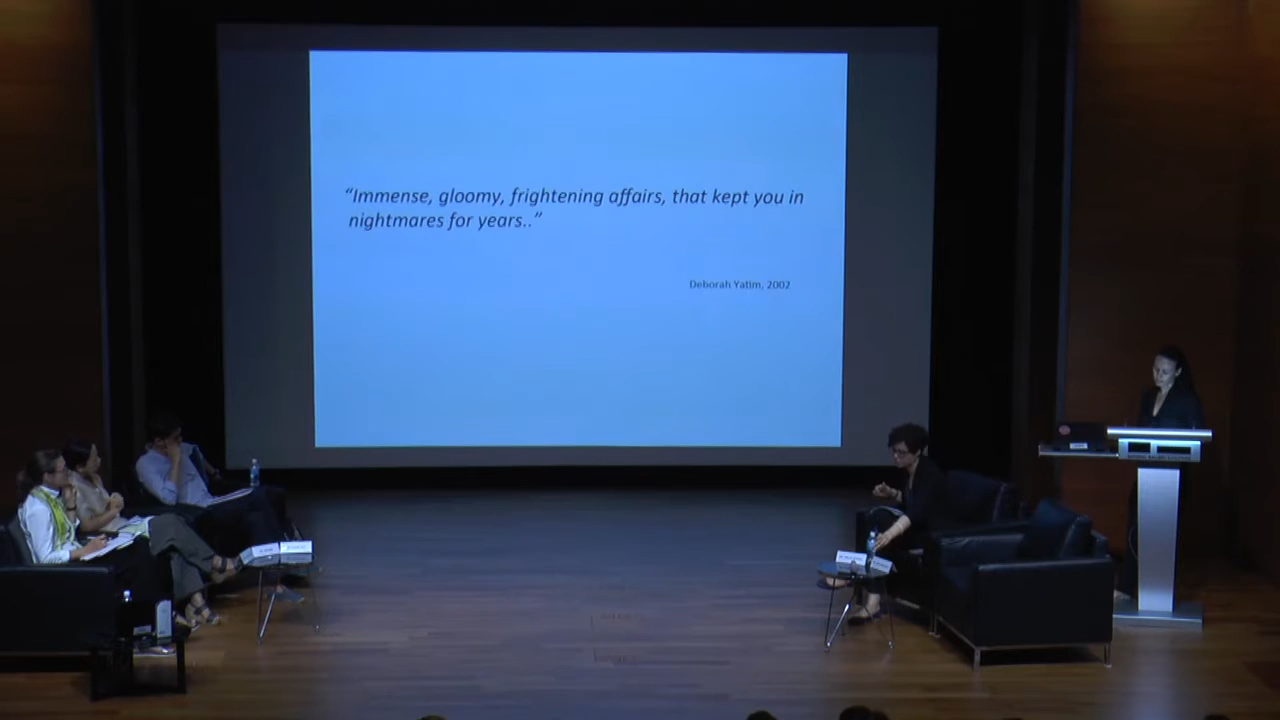 “Immense, gloomy, frightening affairs, that kept you in
nightmares for years..”
Deborah Yatim, 2002